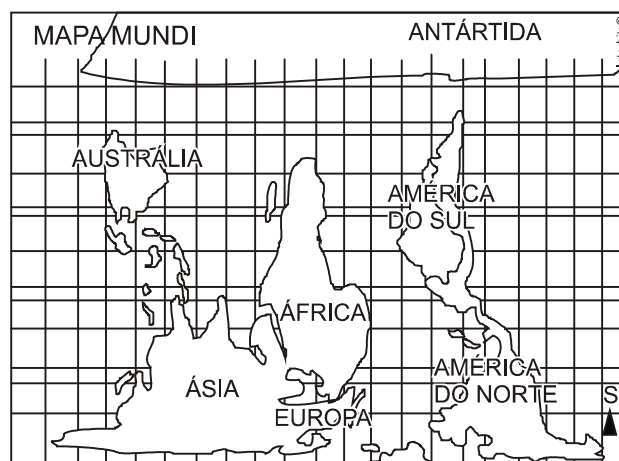 MAPA MUNDI
ANTÁRTIDA
AUSTRÁLIA
AMÉRICA
DO SUL
ÁFRICA
ÁSIA
EUROPA
AMÉRICA
DO NORTE
S